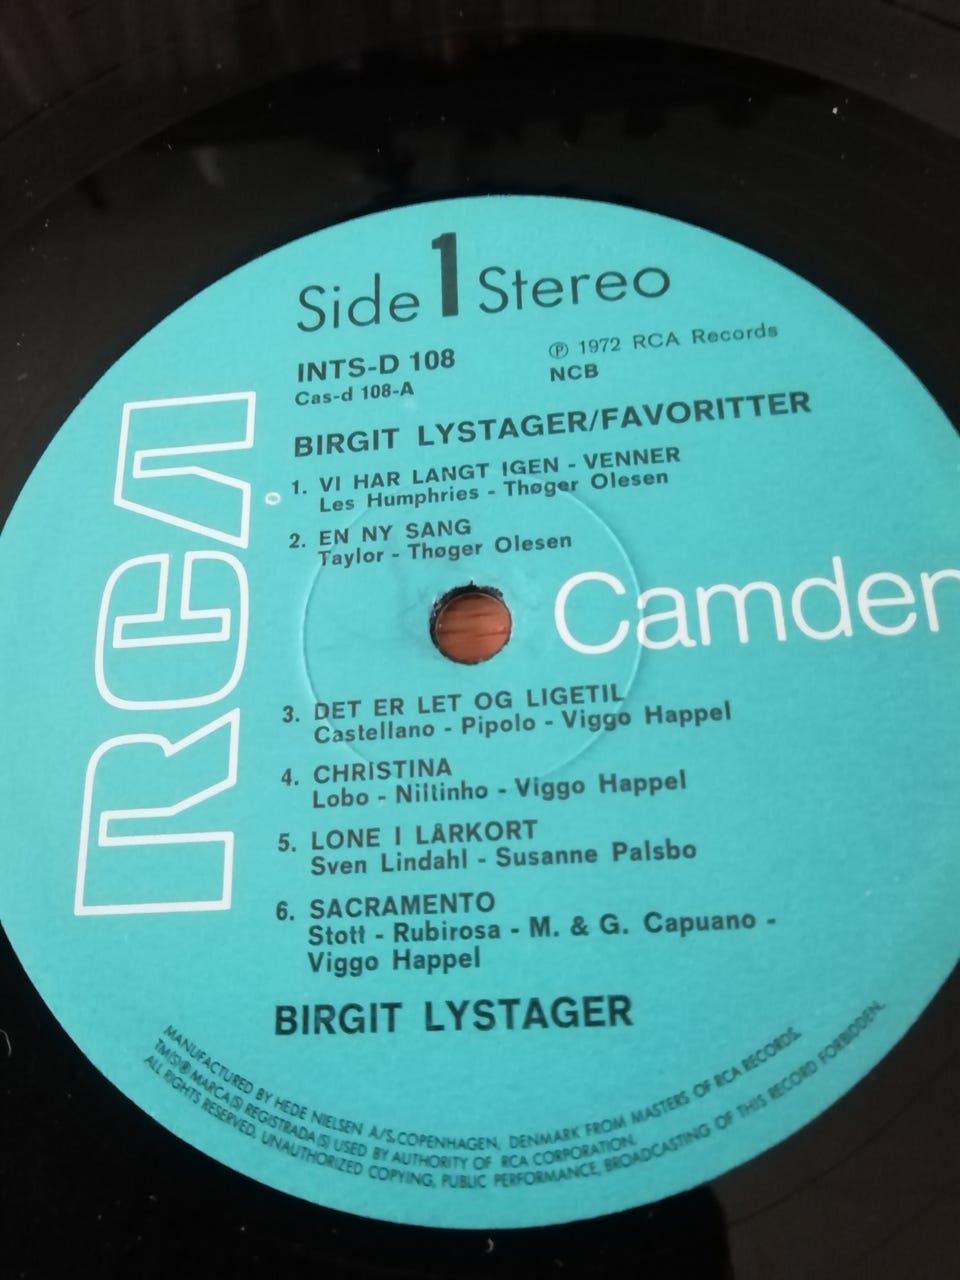 Side 1 Stereo
INTS-D 108
Cas-d 108-A
℗ 1972 RCA Records
NCB
BIRGIT LYSTAGER/FAVORITTER
1. VI HAR LANGT IGEN - VENNER
Les Humphries - Thøger Olesen
2. EN NY SANG
Taylor - Thøger Olesen
RCA
Camden
3. DET ER LET OG LIGETIL
Castellano - Pipolo - Viggo Happel
4. CHRISTINA
Lobo - Niltinho - Viggo Happel
5. LONE I LÅRKORT
Sven Lindahl - Susanne Palsbo
6. SACRAMENTO
Stott - Rubirosa - M. & G. Capuano -
Viggo Happel
BIRGIT LYSTAGER
MANUFACTURED BY HEDE NIELSEN A/S, COPENHAGEN, DENMARK FROM MASTERS OF RCA RECORDS.
TM(S)® MARCA(S) REGISTRADA(S) USED BY AUTHORITY OF RCA CORPORATION.
ALL RIGHTS RESERVED. UNAUTHORIZED COPYING, PUBLIC PERFORMANCE, BROADCASTING OF THIS RECORD FORBIDDEN.